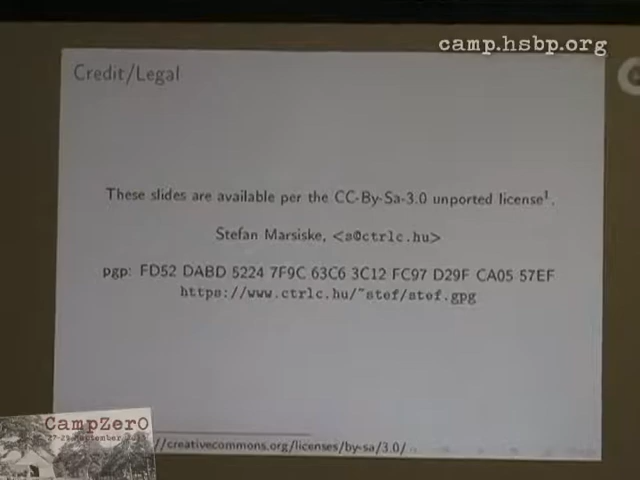 camp.hsbp.org
Credit/Legal
These slides are available per the CC-By-Sa-3.0 unported license¹.
Stefan Marsiske, <s@ctrlc.hu>
pgp: FD52 DABD 5224 7F9C 63C6 3C12 FC97 D29F CA05 57EF
https://www.ctrlc.hu/~stef/stef.gpg
//creativecommons.org/licenses/by-sa/3.0/
CampZer0
September